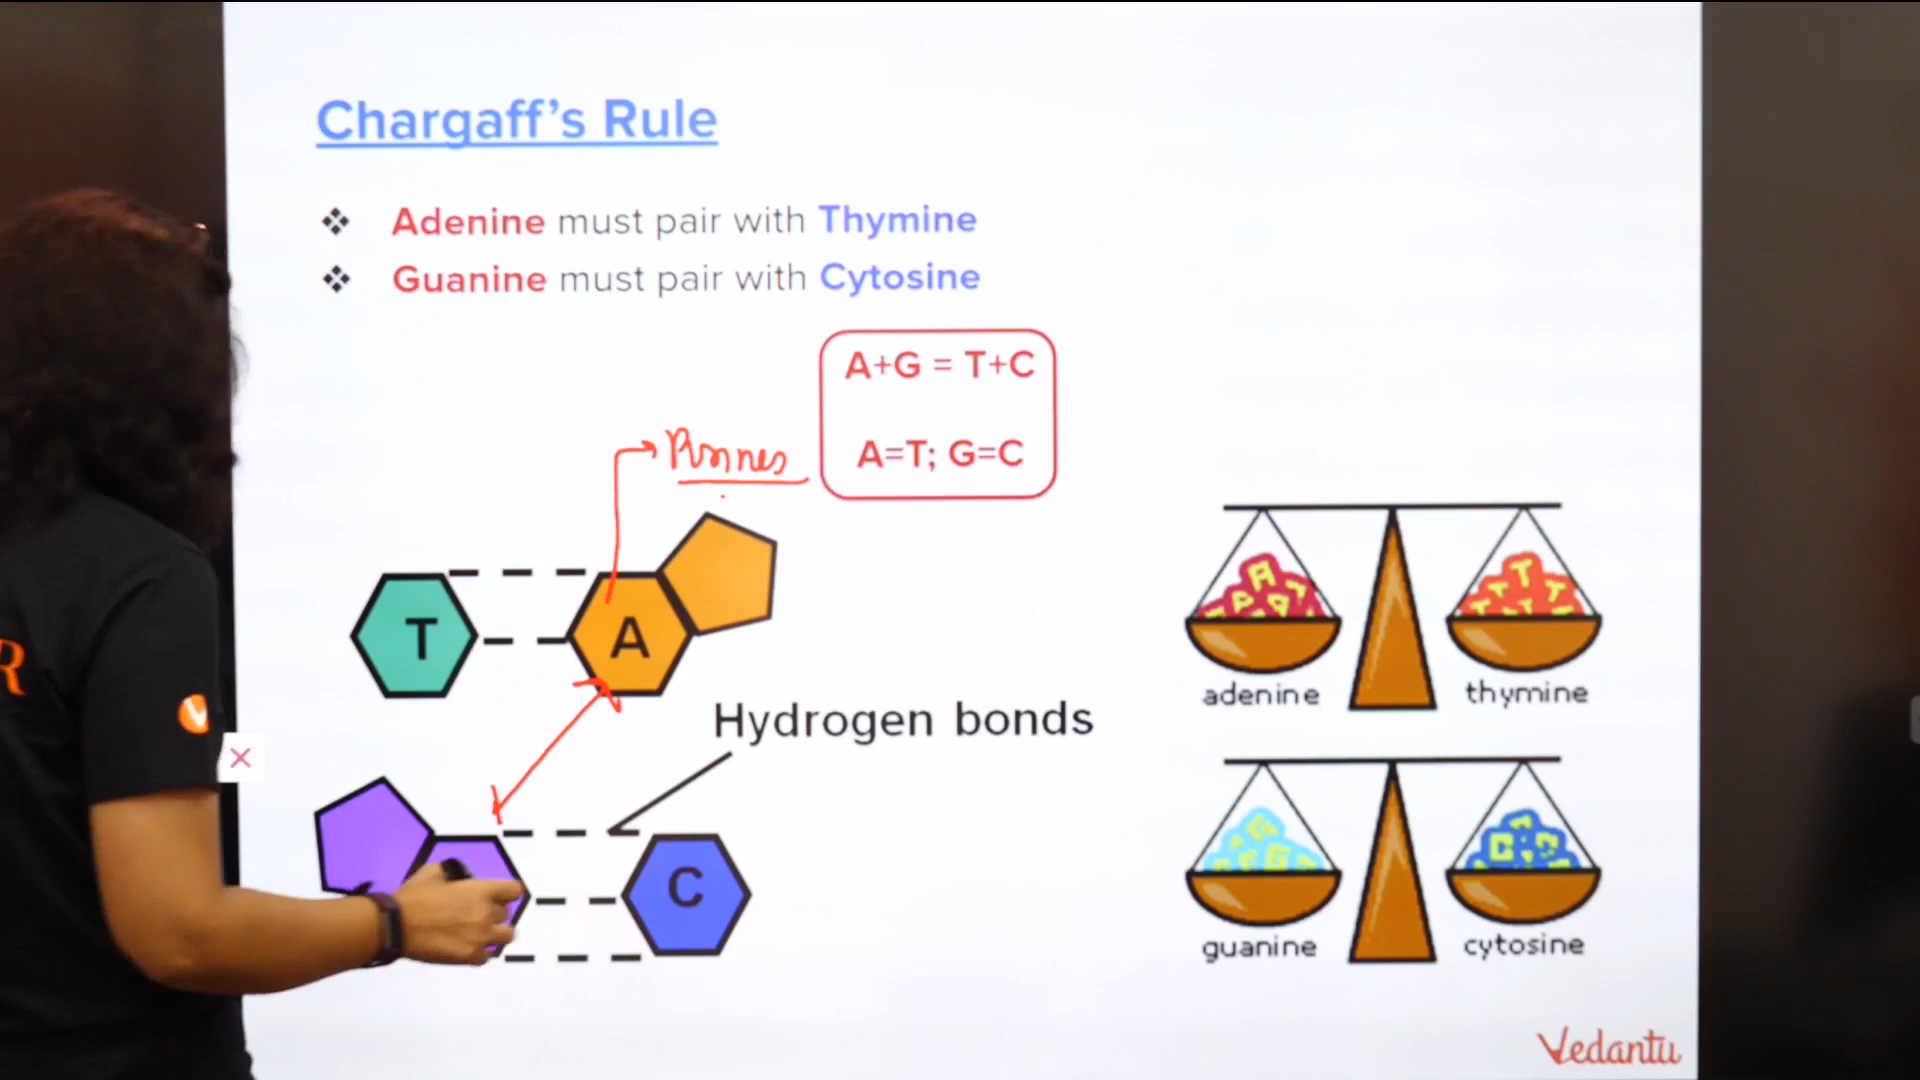 Chargaff's Rule
❖ Adenine must pair with Thymine
❖ Guanine must pair with Cytosine
A+G = T+C
A=T; G=C
T
A
Hydrogen bonds
C
A
T
adenine
thymine
G
C
guanine
cytosine
R
V
Vedantu